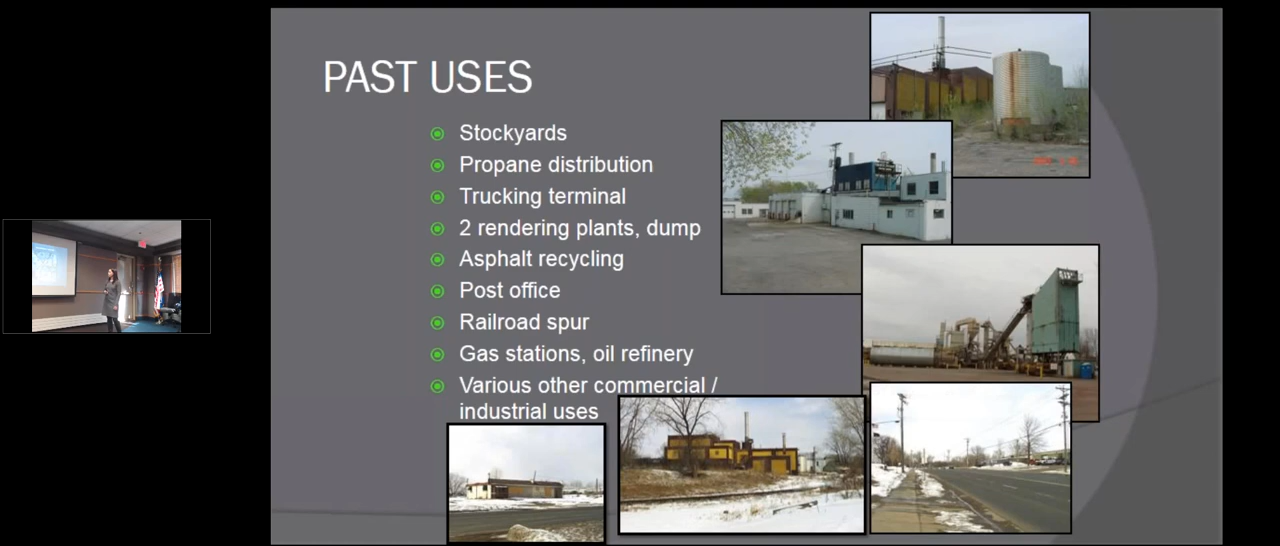 PAST USES
Stockyards
Propane distribution
Trucking terminal
2 rendering plants, dump
Asphalt recycling
Post office
Railroad spur
Gas stations, oil refinery
Various other commercial /
industrial uses